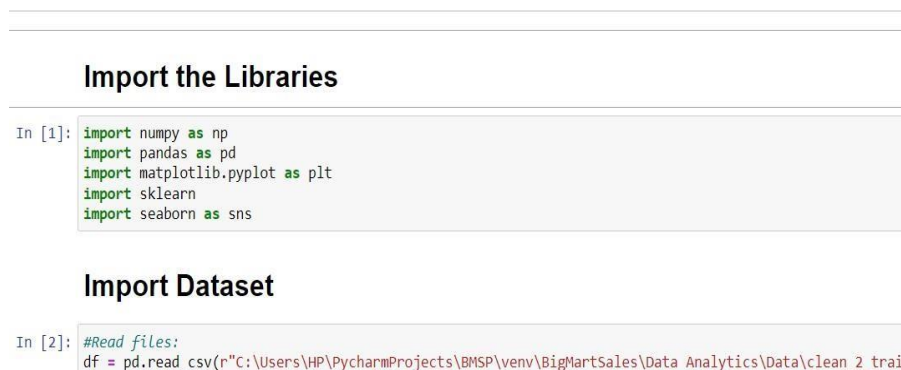 Import the Libraries
In [1]: import numpy as np
import pandas as pd
import matplotlib.pyplot as plt
import sklearn
import seaborn as sns
Import Dataset
In [2]: #Read files:
df = pd.read_csv(r"C:\Users\HP\PycharmProjects\BMSP\venv\BigMartSales\Data Analytics\Data\clean 2 trai